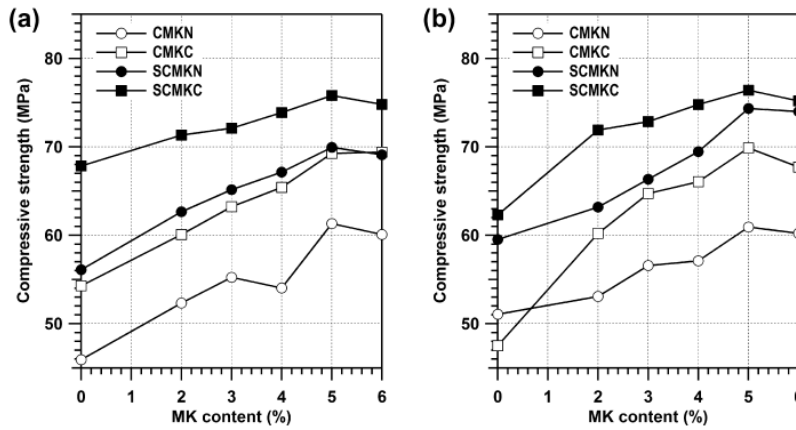 (a)
CMKN
CMKC
SCMKN
SCMKC
Compressive strength (MPa)
80
70
60
50
0 1 2 3 4 5 6
MK content (%)
(b)
CMKN
CMKC
SCMKN
SCMKC
Compressive strength (MPa)
80
70
60
50
0 1 2 3 4 5
MK content (%)